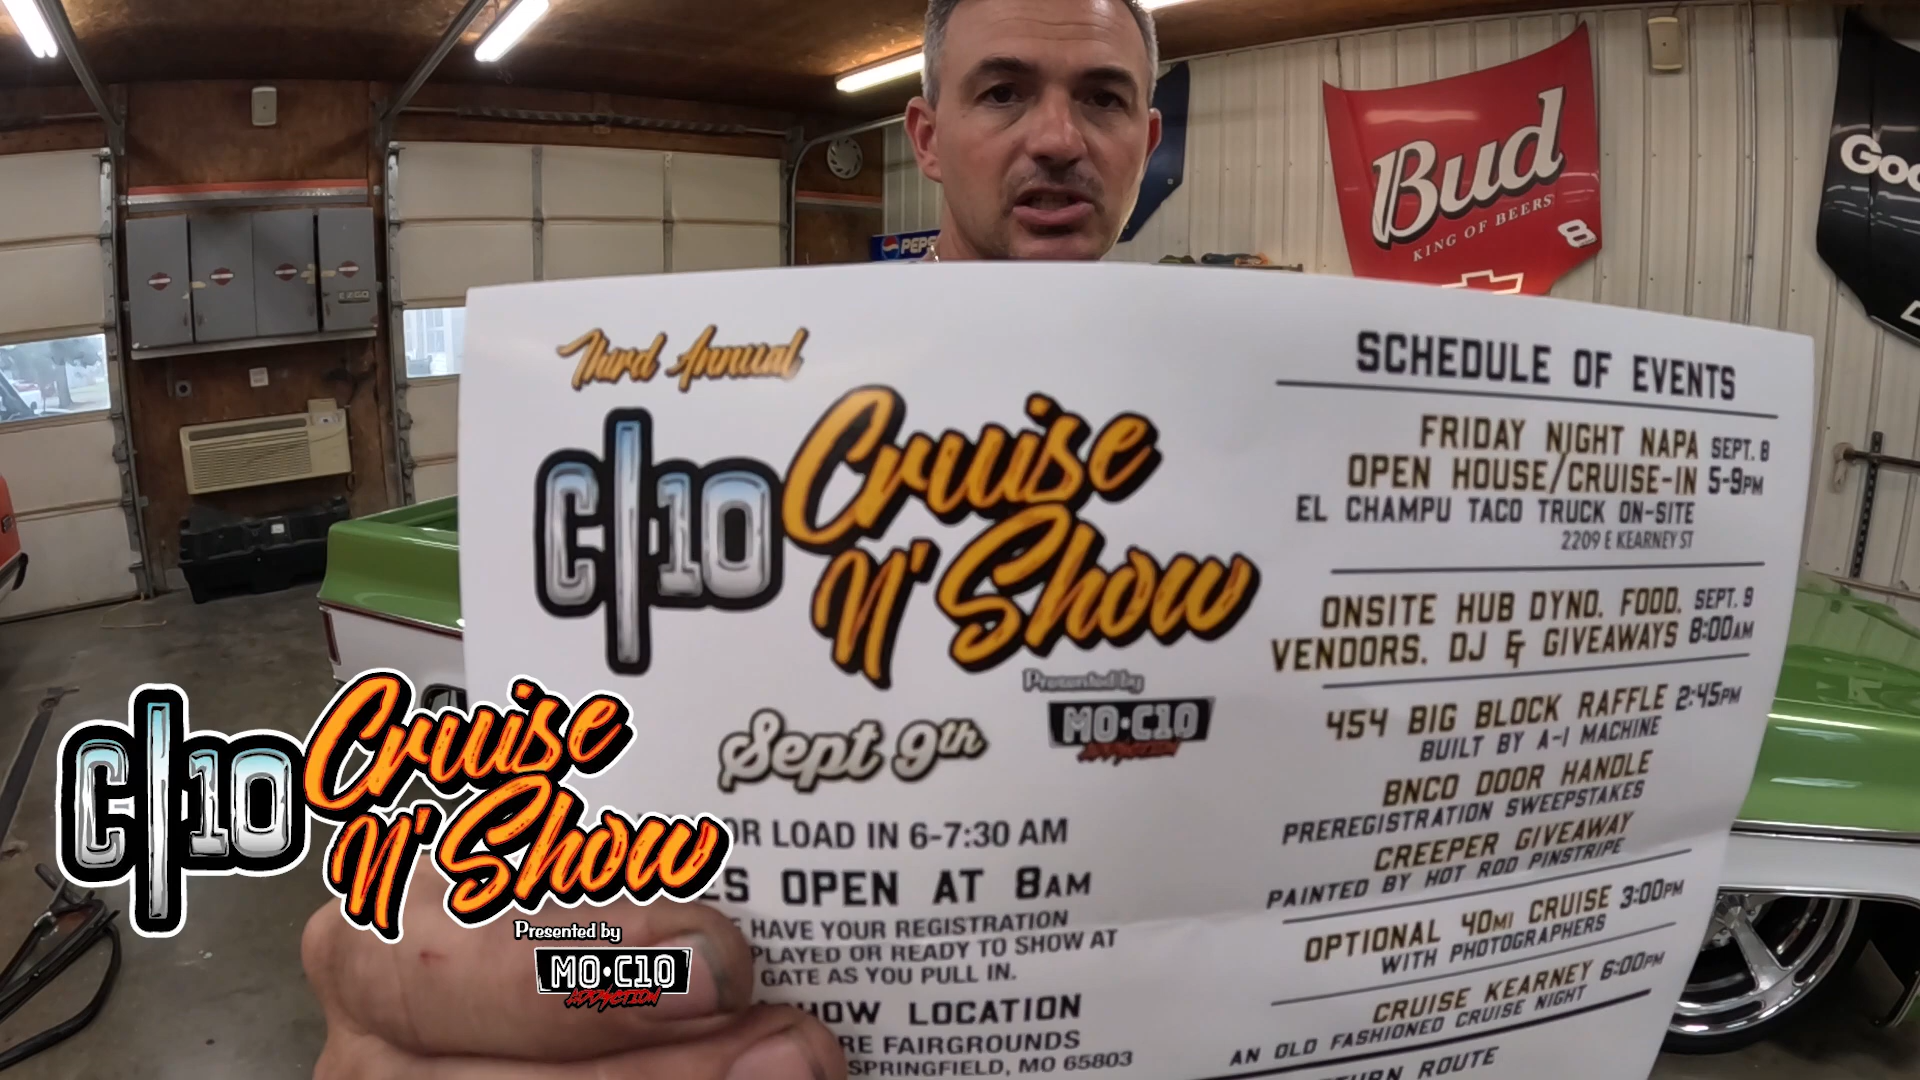 Bud
KING OF BEERS
8
PEPS
Third Annual
C10 Cruise
N' Show
Presented by
MO•C10
ADDICTION
Sept 9th
OR LOAD IN 6-7:30 AM
ES OPEN AT 8AM
HAVE YOUR REGISTRATION
PLAYED OR READY TO SHOW AT
GATE AS YOU PULL IN.
HOW LOCATION
RE FAIRGROUNDS
SPRINGFIELD, MO 65803
SCHEDULE OF EVENTS
FRIDAY NIGHT NAPA SEPT. 8
OPEN HOUSE/CRUISE-IN 5-9PM
EL CHAMPU TACO TRUCK ON-SITE
2209 E KEARNEY ST
ONSITE HUB DYNO. FOOD. SEPT. 9
VENDORS. DJ & GIVEAWAYS 8:00AM
454 BIG BLOCK RAFFLE 2:45PM
BUILT BY A-1 MACHINE
BNCO DOOR HANDLE
PREREGISTRATION SWEEPSTAKES
CREEPER GIVEAWAY
PAINTED BY HOT ROD PINSTRIPE
OPTIONAL 40MI CRUISE 3:00PM
WITH PHOTOGRAPHERS
CRUISE KEARNEY 6:00PM
AN OLD FASHIONED CRUISE NIGHT
TURN ROUTE
C10 Cruise
N' Show
Presented by
MO•C10
ADDICTION